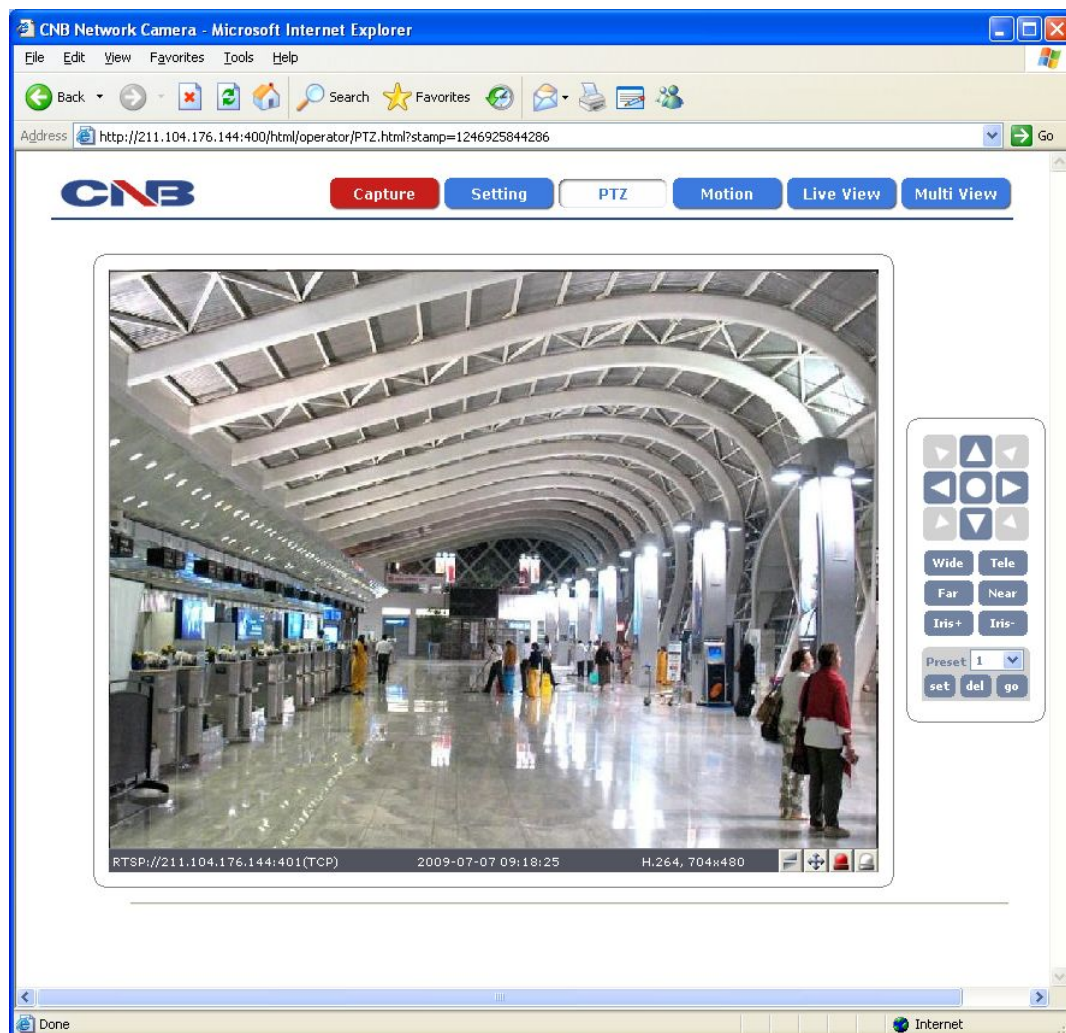 CNB Network Camera - Microsoft Internet Explorer
File Edit View Favorites Tools Help
Back Search Favorites
Address http://211.104.176.144:400/html/operator/PTZ.html?stamp=1246925844286 Go
CNB Capture Setting PTZ Motion Live View Multi View
Wide Tele
Far Near
Iris+ Iris-
Preset 1
set del go
RTSP://211.104.176.144:401(TCP) 2009-07-07 09:18:25 H.264, 704x480
Done Internet